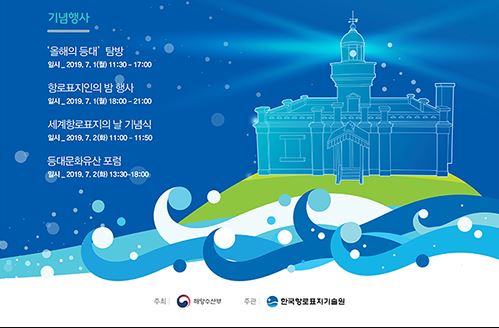 기념행사
'올해의 등대' 탐방
일시_ 2019. 7. 1(월) 11:30 - 17:00
항로표지인의 밤 행사
일시_ 2019. 7. 1(월) 18:00 - 21:00
세계항로표지의 날 기념식
일시_ 2019. 7. 2(화) 11:00 - 11:50
등대문화유산 포럼
일시_ 2019. 7. 2(화) 13:30-18:00
주최 | 해양수산부 주관 | 한국항로표지기술원